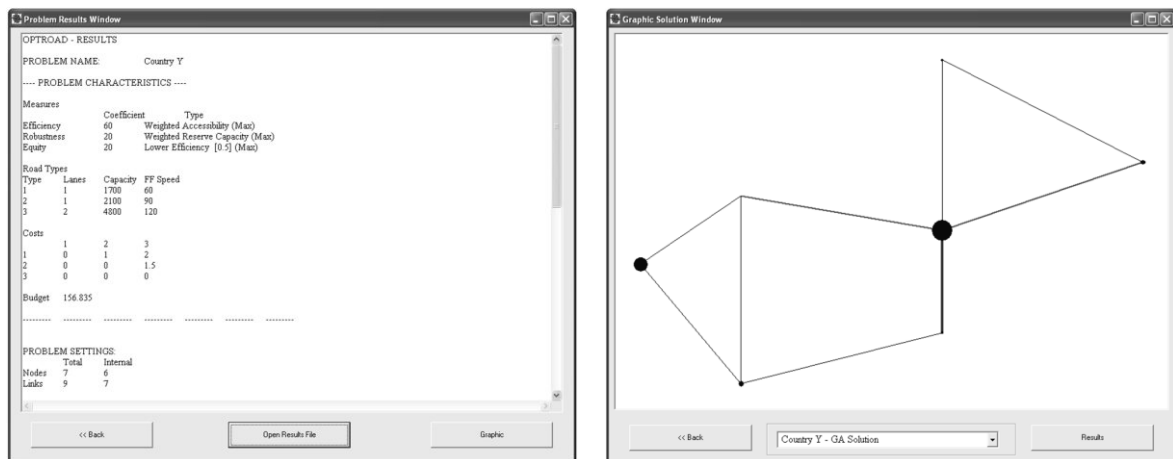 Problem Results Window
OPTROAD - RESULTS
PROBLEM NAME: Country Y
---- PROBLEM CHARACTERISTICS ----
Measures
Coefficient Type
Efficiency 60 Weighted Accessibility (Max)
Robustness 20 Weighted Reserve Capacity (Max)
Equity 20 Lower Efficiency [0.5] (Max)
Road Types
Type Lanes Capacity FF Speed
1 1 1700 60
2 1 2100 90
3 2 4800 120
Costs
1 2 3
1 0 1 2
2 0 0 1.5
3 0 0 0
Budget 156.835
--------- --------- --------- --------- --------- --------- ---------
PROBLEM SETTINGS:
Total Internal
Nodes 7 6
Links 9 7
<< Back
Open Results File
Graphic
Graphic Solution Window
<< Back
Country Y - GA Solution
Results